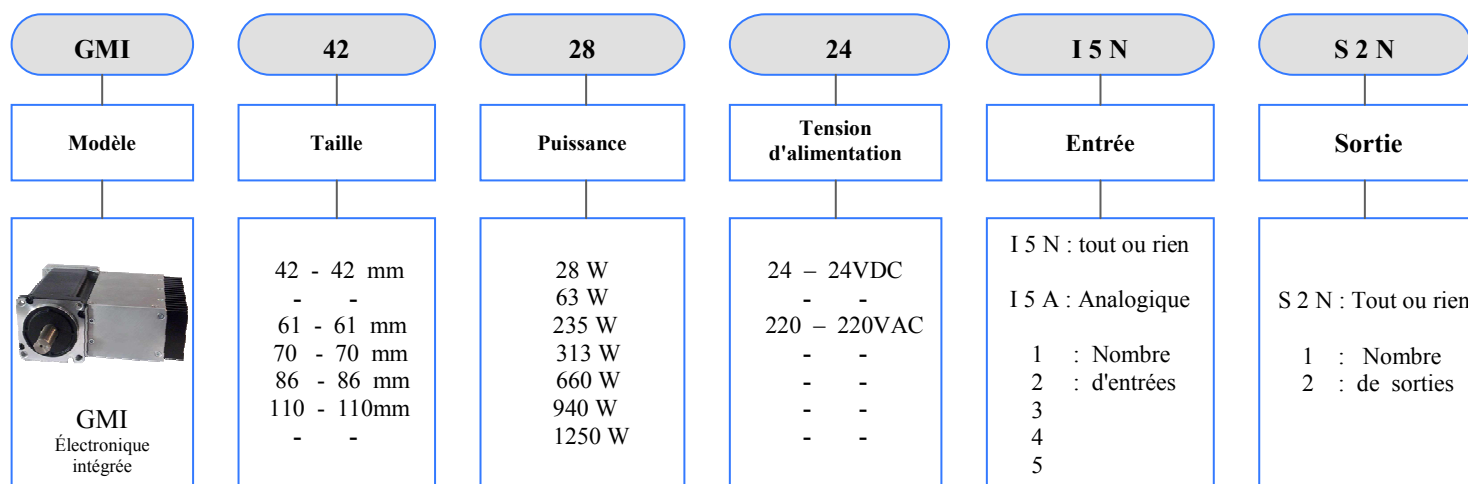 GMI
42
28
24
I 5 N
S 2 N
Modèle
Taille
Puissance
Tension
d'alimentation
Entrée
Sortie
GMI
Électronique
intégrée
42 - 42 mm
- -
61 - 61 mm
70 - 70 mm
86 - 86 mm
110 - 110mm
- -
28 W
63 W
235 W
313 W
660 W
940 W
1250 W
24 – 24VDC
- -
220 – 220VAC
- -
- -
- -
- -
I 5 N : tout ou rien
I 5 A : Analogique
1 : Nombre
2 : d'entrées
3
4
5
S 2 N : Tout ou rien
1 : Nombre
2 : de sorties